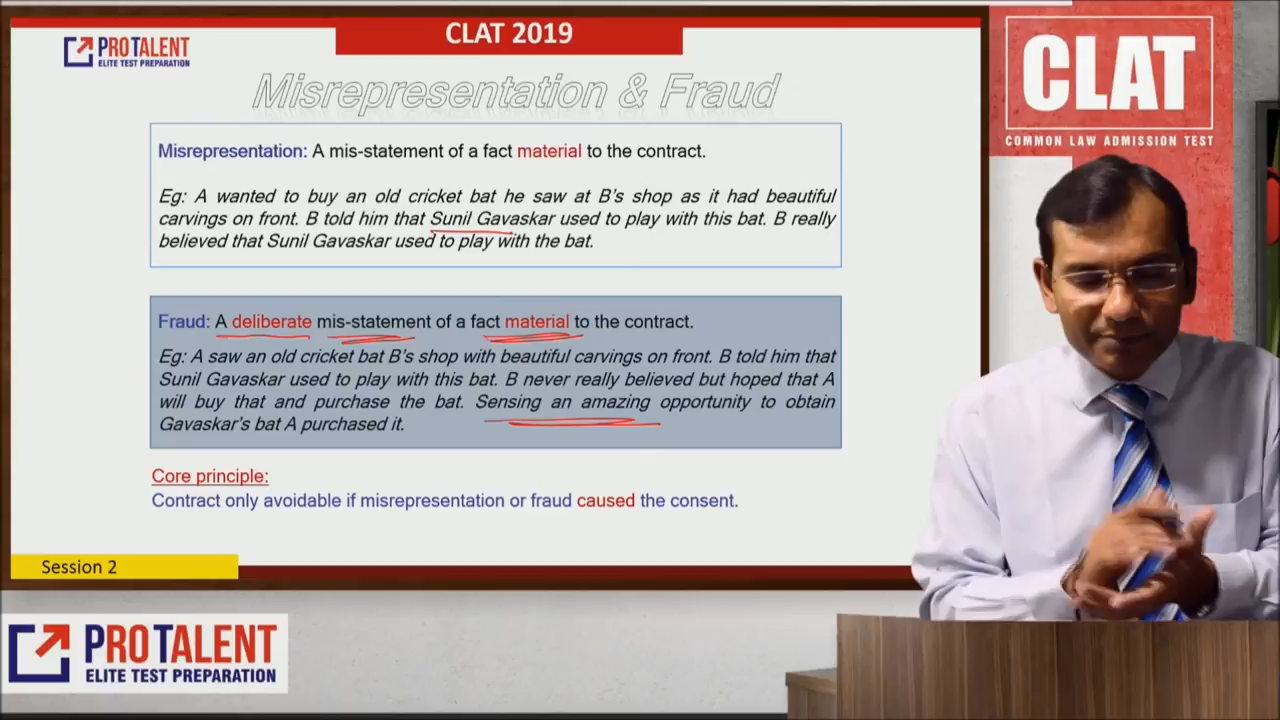 CLAT 2019
PRO TALENT
ELITE TEST PREPARATION
Misrepresentation & Fraud
Misrepresentation: A mis-statement of a fact material to the contract.
Eg: A wanted to buy an old cricket bat he saw at B's shop as it had beautiful
carvings on front. B told him that Sunil Gavaskar used to play with this bat. B really
believed that Sunil Gavaskar used to play with the bat.
Fraud: A deliberate mis-statement of a fact material to the contract.
Eg: A saw an old cricket bat B's shop with beautiful carvings on front. B told him that
Sunil Gavaskar used to play with this bat. B never really believed but hoped that A
will buy that and purchase the bat. Sensing an amazing opportunity to obtain
Gavaskar's bat A purchased it.
Core principle:
Contract only avoidable if misrepresentation or fraud caused the consent.
Session 2
CLAT
COMMON LAW ADMISSION TEST
PRO TALENT
ELITE TEST PREPARATION